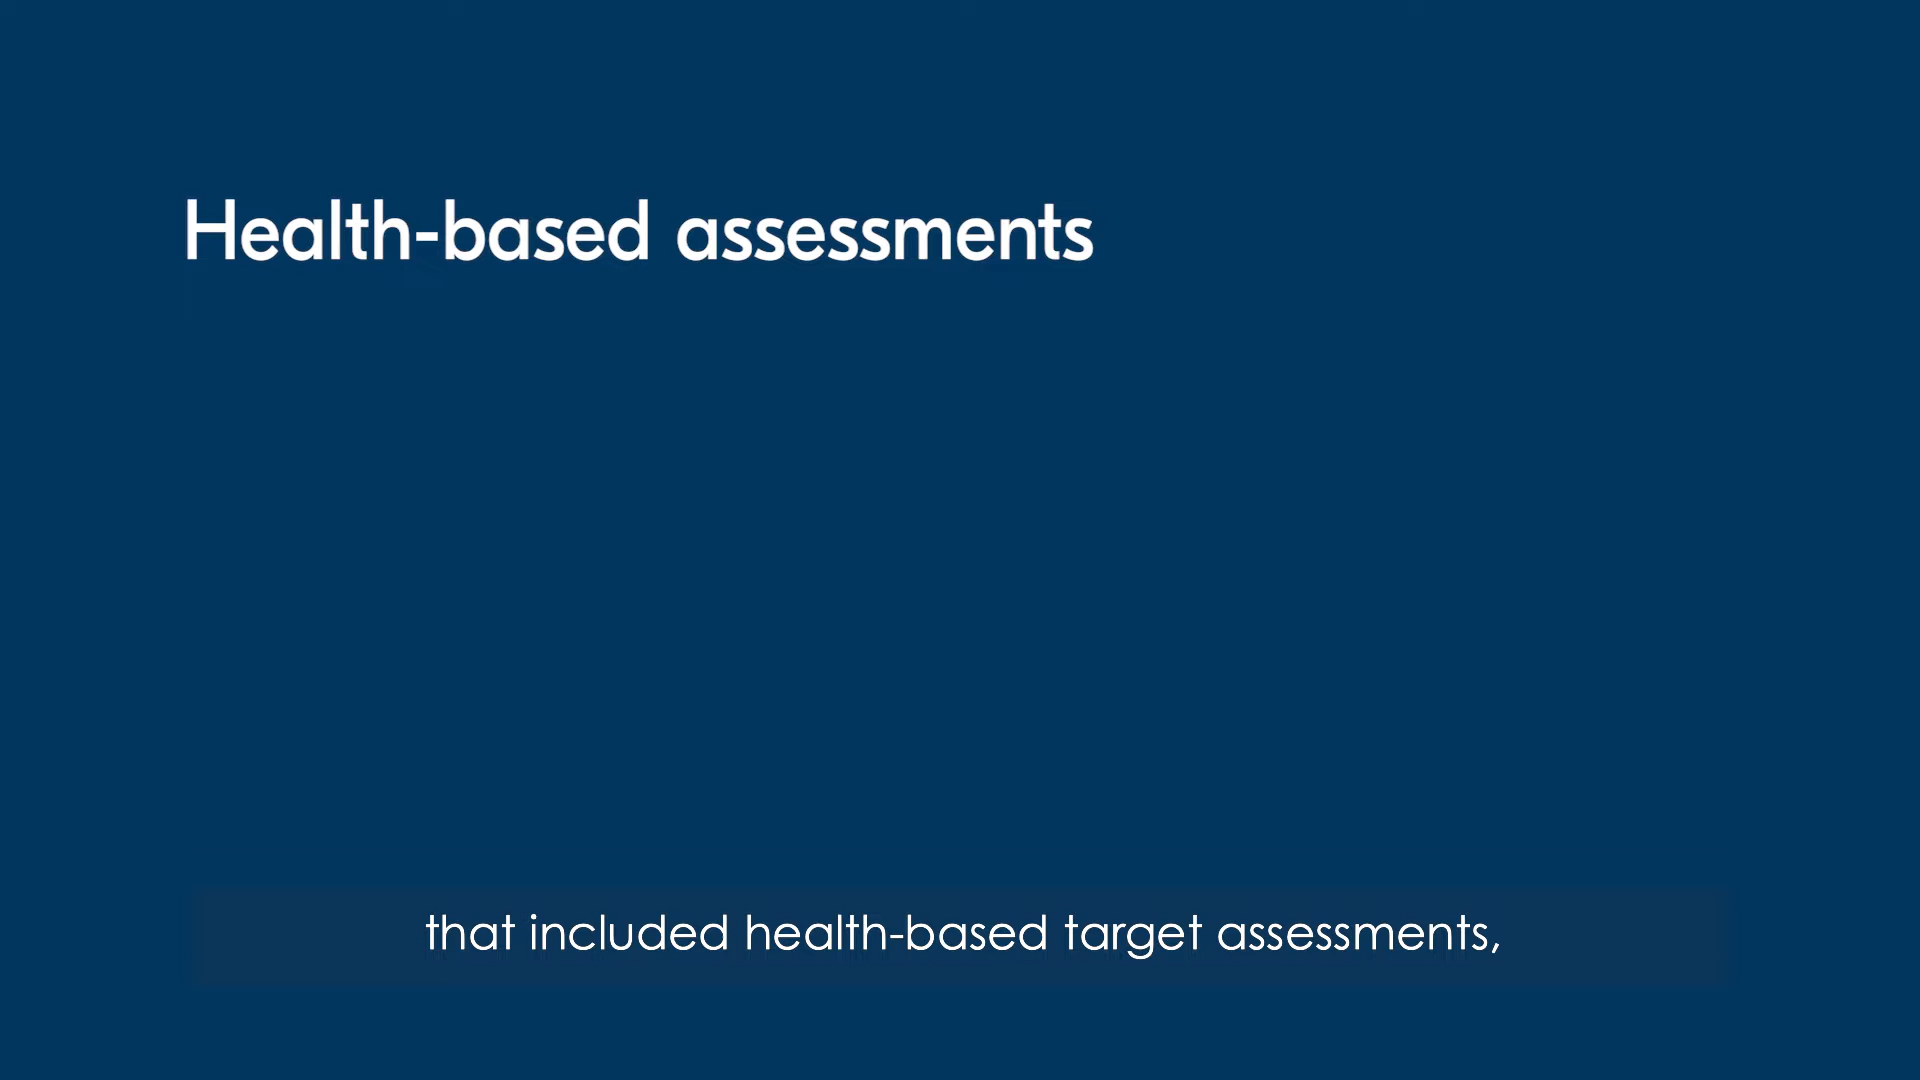 Health-based assessments
that included health-based target assessments,